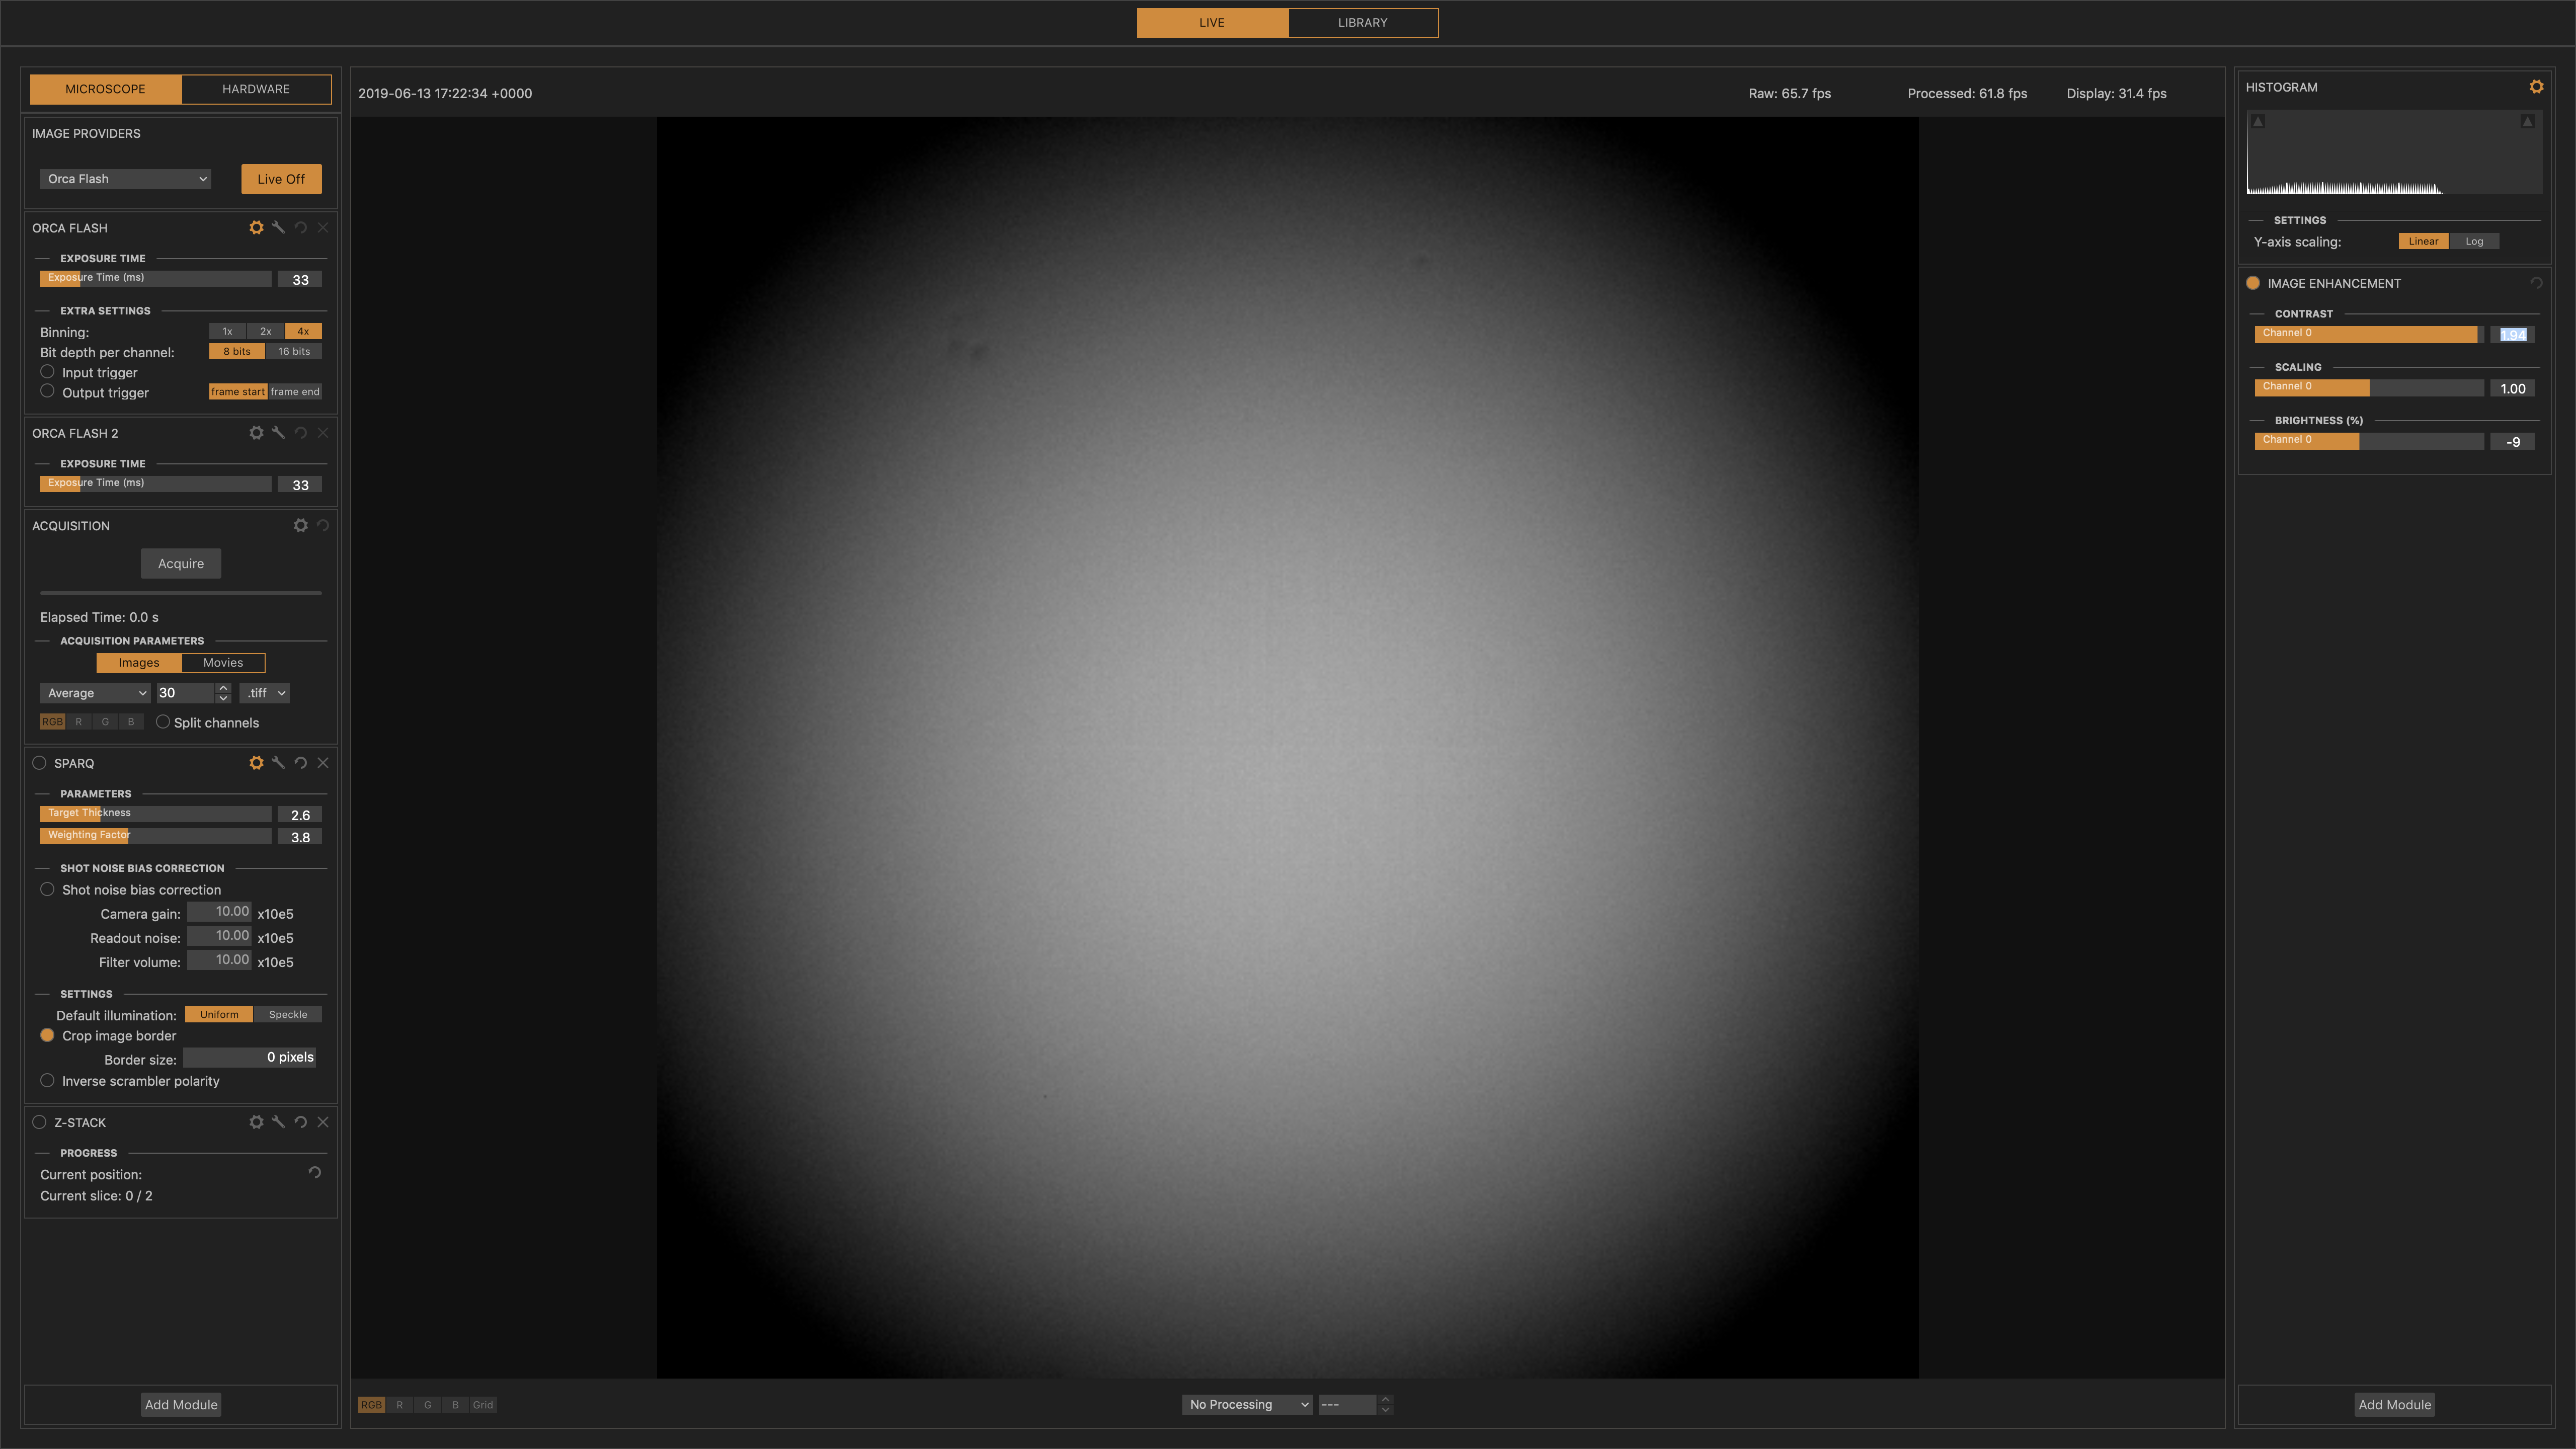 LIVE LIBRARY
MICROSCOPE HARDWARE
IMAGE PROVIDERS
Orca Flash Live Off
ORCA FLASH
EXPOSURE TIME
Exposure Time (ms) 33
EXTRA SETTINGS
Binning: 1x 2x 4x
Bit depth per channel: 8 bits 16 bits
Input trigger
Output trigger frame start frame end
ORCA FLASH 2
EXPOSURE TIME
Exposure Time (ms) 33
ACQUISITION
Acquire
Elapsed Time: 0.0 s
ACQUISITION PARAMETERS
Images Movies
Average 30 .tiff
RGB R G B Split channels
SPARQ
PARAMETERS
Target Thickness 2.6
Weighting Factor 3.8
SHOT NOISE BIAS CORRECTION
Shot noise bias correction
Camera gain: 10.00 x10e5
Readout noise: 10.00 x10e5
Filter volume: 10.00 x10e5
SETTINGS
Default illumination: Uniform Speckle
Crop image border
Border size: 0 pixels
Inverse scrambler polarity
Z-STACK
PROGRESS
Current position:
Current slice: 0 / 2
Add Module
2019-06-13 17:22:34 +0000 Raw: 65.7 fps Processed: 61.8 fps Display: 31.4 fps
RGB R G B Grid No Processing ---
HISTOGRAM
SETTINGS
Y-axis scaling: Linear Log
IMAGE ENHANCEMENT
CONTRAST
Channel 0 1.94
SCALING
Channel 0 1.00
BRIGHTNESS (%)
Channel 0 -9
Add Module